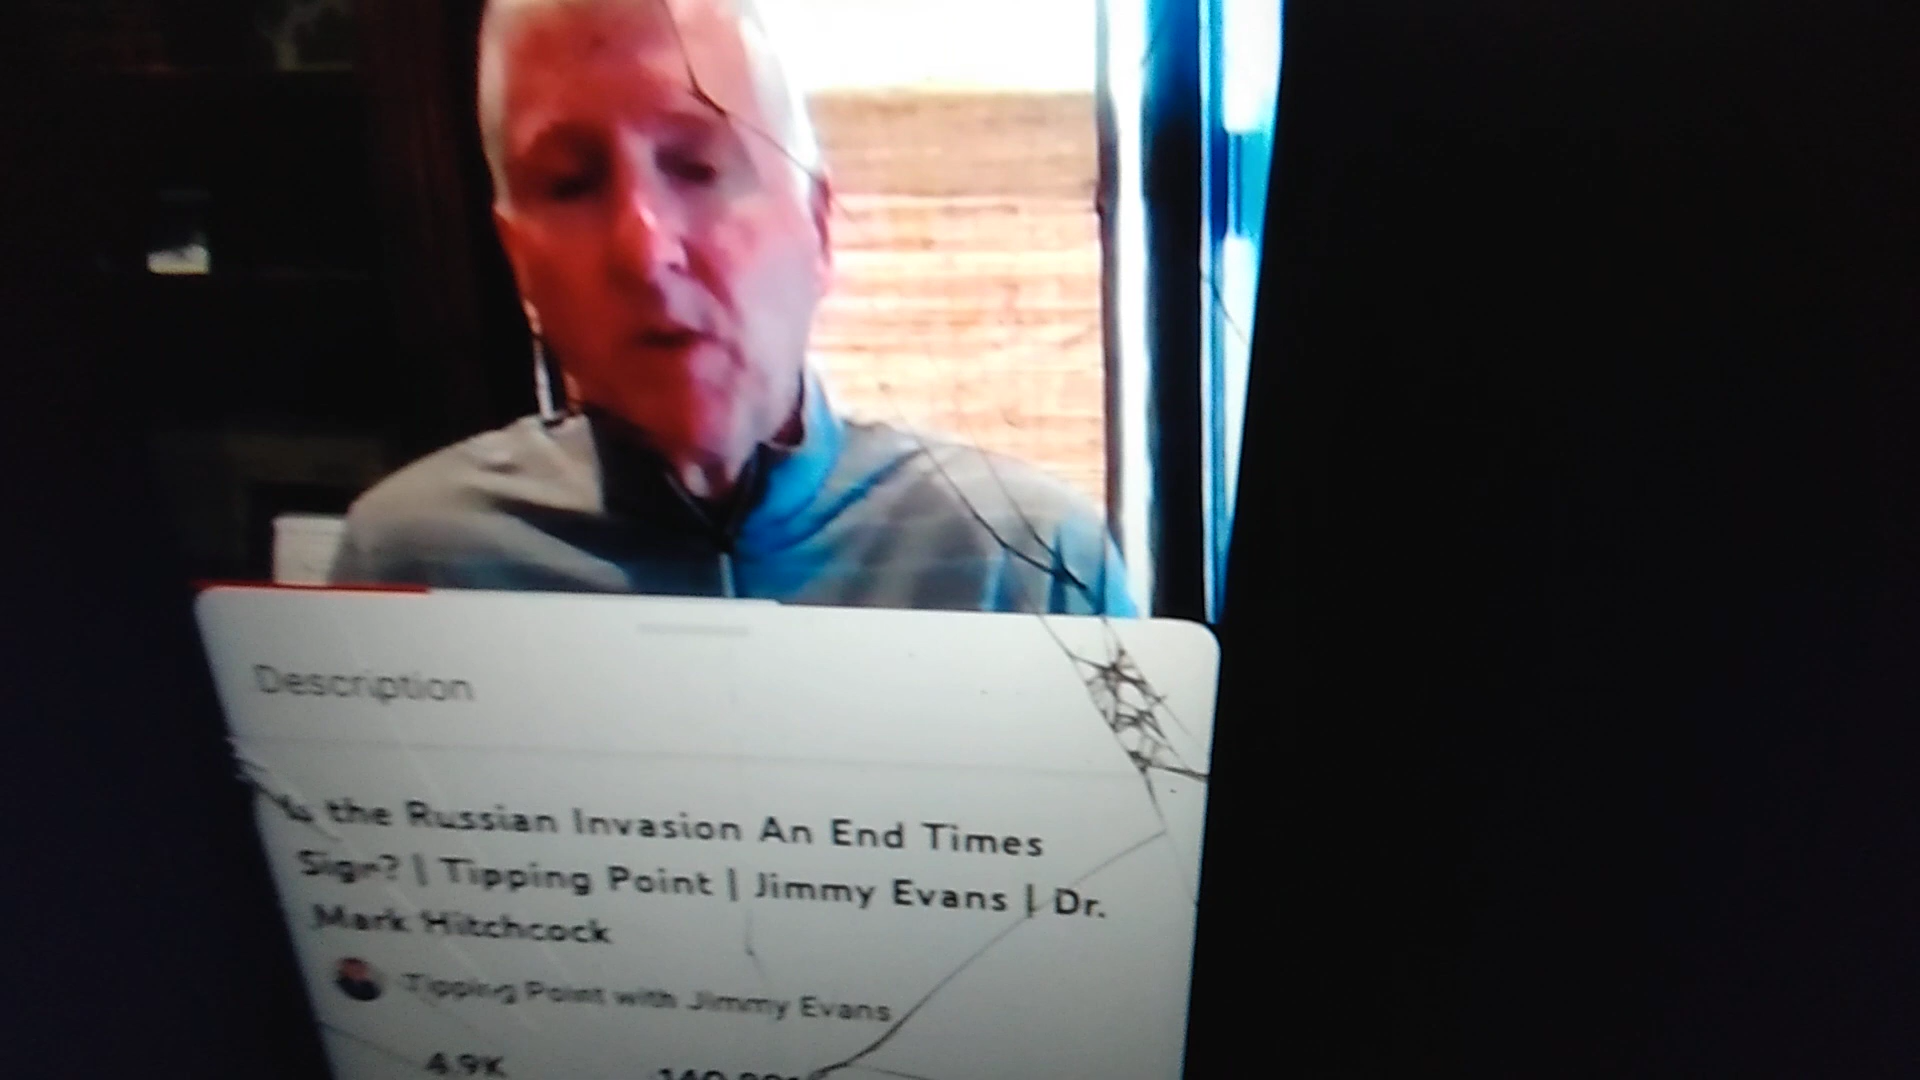 Description
the Russian Invasion An End Times
Sign? | Tipping Point | Jimmy Evans | Dr.
Mark Hitchcock
Tipping Point with Jimmy Evans
4.9K